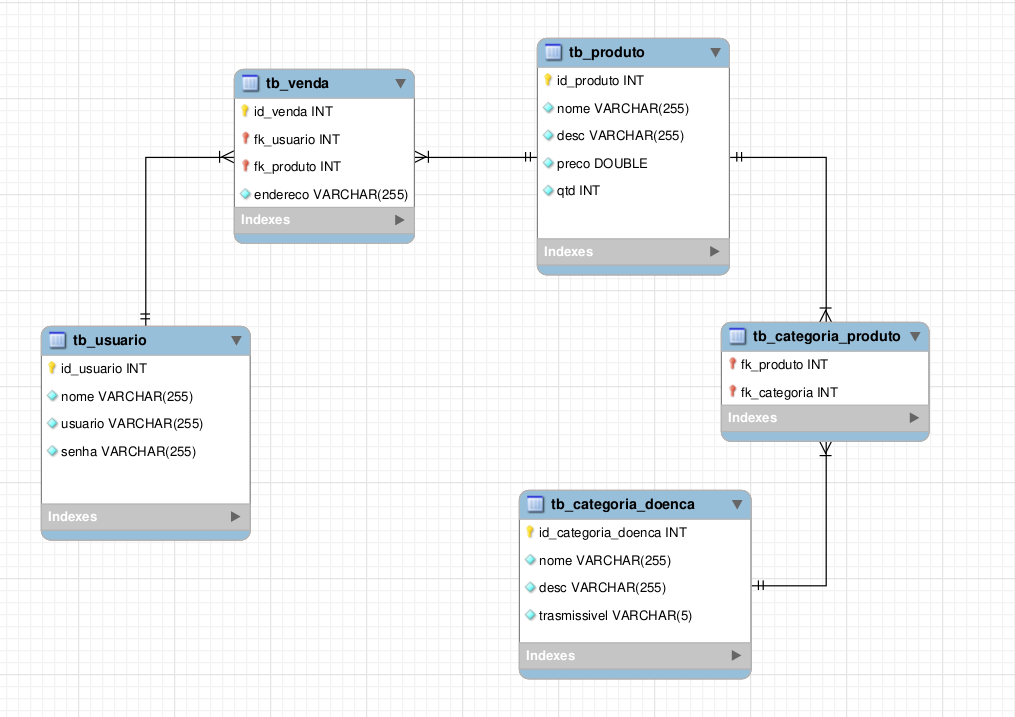 tb_venda
id_venda INT
fk_usuario INT
fk_produto INT
endereco VARCHAR(255)
Indexes
tb_produto
id_produto INT
nome VARCHAR(255)
desc VARCHAR(255)
preco DOUBLE
qtd INT
Indexes
tb_usuario
id_usuario INT
nome VARCHAR(255)
usuario VARCHAR(255)
senha VARCHAR(255)
Indexes
tb_categoria_produto
fk_produto INT
fk_categoria INT
Indexes
tb_categoria_doenca
id_categoria_doenca INT
nome VARCHAR(255)
desc VARCHAR(255)
trasmissivel VARCHAR(5)
Indexes